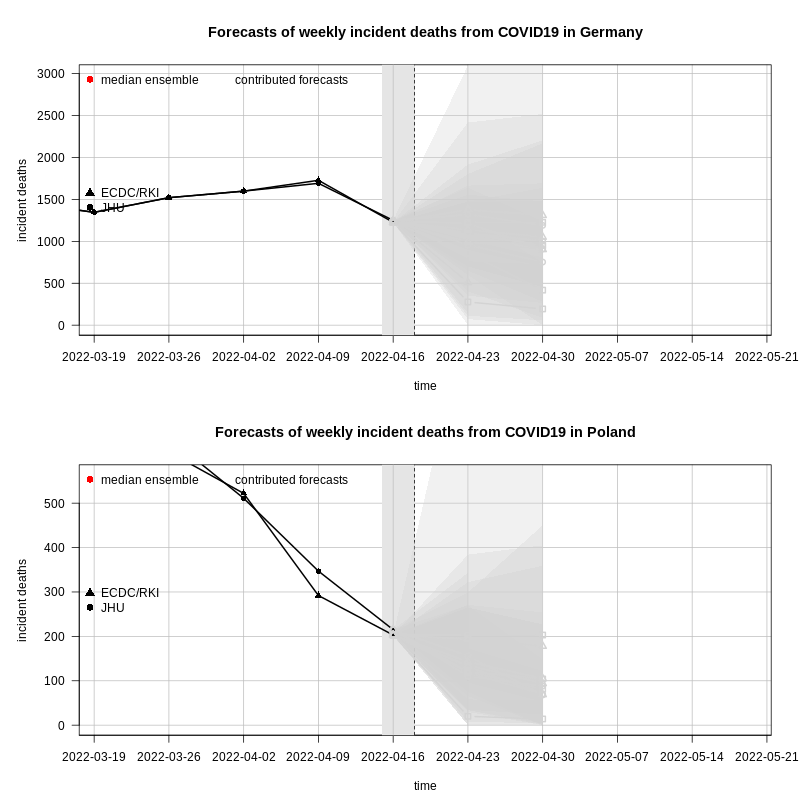 Forecasts of weekly incident deaths from COVID19 in Germany
median ensemble contributed forecasts
ECDC/RKI
JHU
incident deaths
3000
2500
2000
1500
1000
500
0
2022-03-19 2022-03-26 2022-04-02 2022-04-09 2022-04-16 2022-04-23 2022-04-30 2022-05-07 2022-05-14 2022-05-21
time
Forecasts of weekly incident deaths from COVID19 in Poland
median ensemble contributed forecasts
ECDC/RKI
JHU
incident deaths
500
400
300
200
100
0
2022-03-19 2022-03-26 2022-04-02 2022-04-09 2022-04-16 2022-04-23 2022-04-30 2022-05-07 2022-05-14 2022-05-21
time